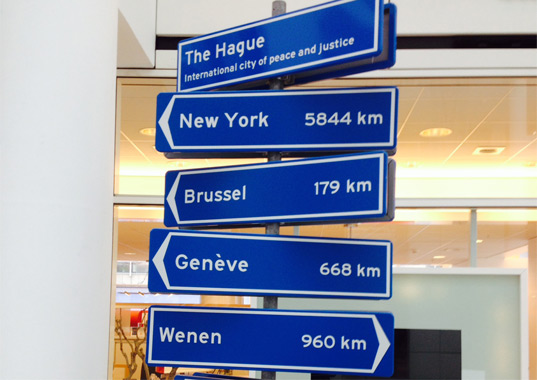 The Hague
International city of peace and justice
New York 5844 km
Brussel 179 km
Genève 668 km
Wenen 960 km